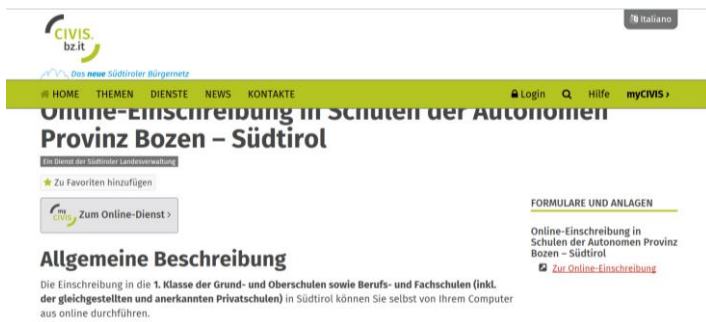 CIVIS.
bz.it
Das neue Südtiroler Bürgernetz
Italiano
HOME THEMEN DIENSTE NEWS KONTAKTE Login Hilfe myCIVIS ›
Online-Einschreibung in Schulen der Autonomen
Provinz Bozen – Südtirol
Ein Dienst der Südtiroler Landesverwaltung
Zu Favoriten hinzufügen
my
CIVIS
Zum Online-Dienst ›
Allgemeine Beschreibung
Die Einschreibung in die 1. Klasse der Grund- und Oberschulen sowie Berufs- und Fachschulen (inkl.
der gleichgestellten und anerkannten Privatschulen) in Südtirol können Sie selbst von Ihrem Computer
aus online durchführen.
FORMULARE UND ANLAGEN
Online-Einschreibung in
Schulen der Autonomen Provinz
Bozen – Südtirol
Zur Online-Einschreibung